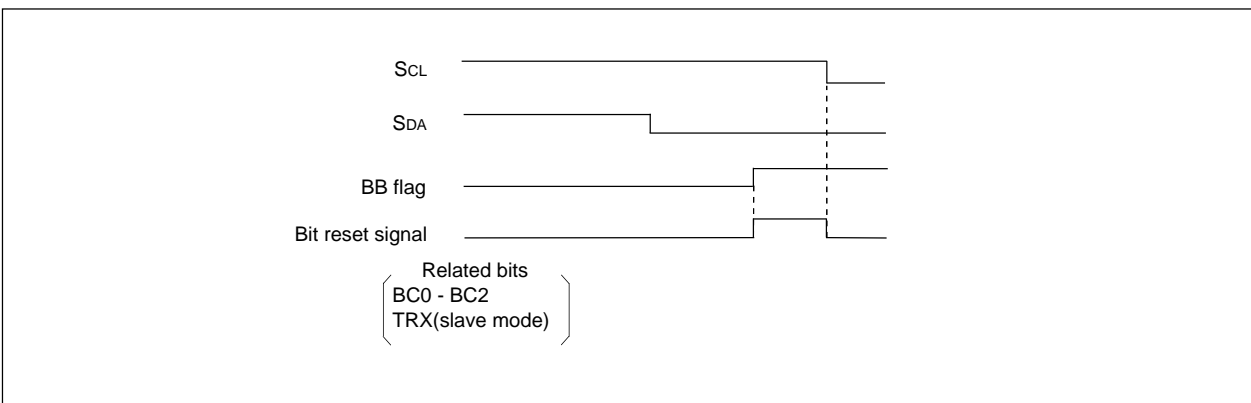 SCL
SDA
BB flag
Bit reset signal
Related bits
BC0 - BC2
TRX(slave mode)